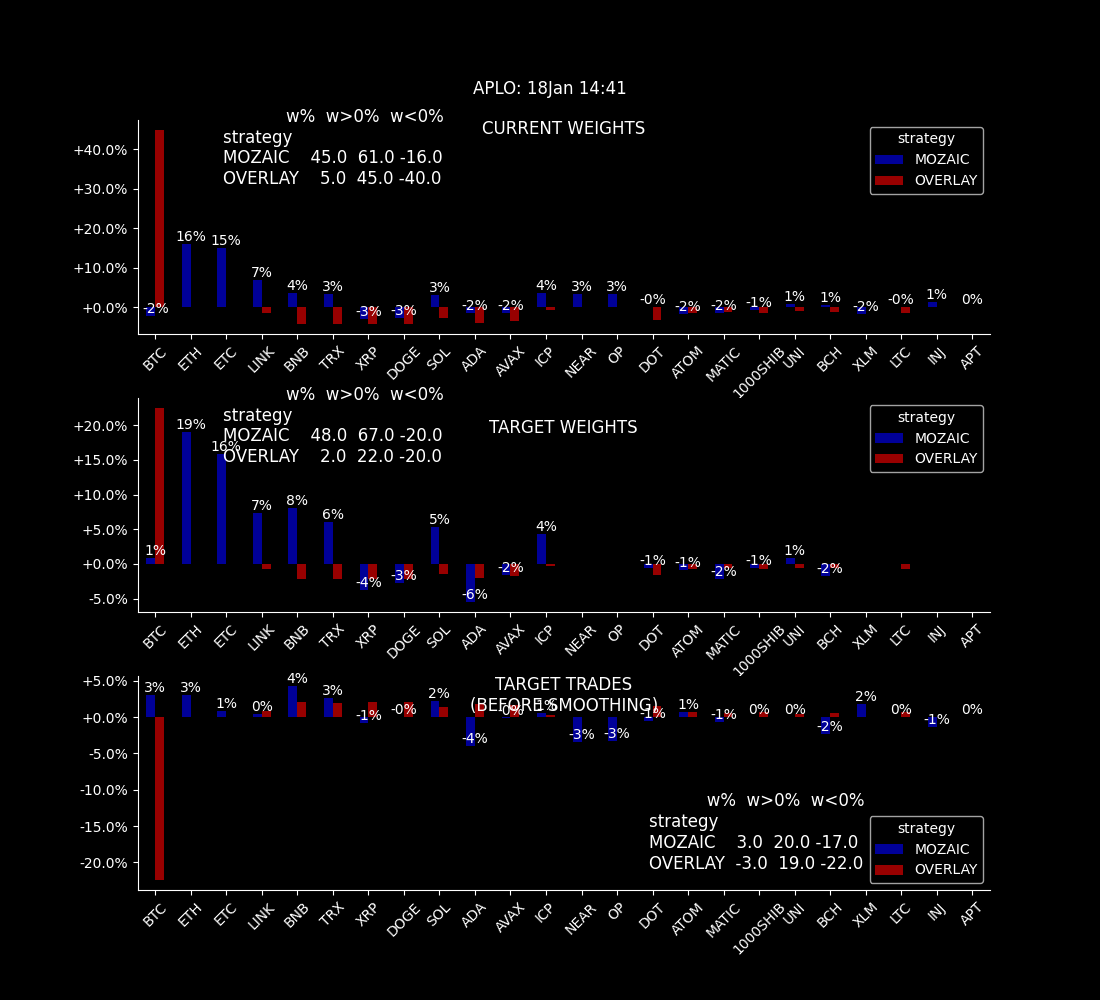 APLO: 18Jan 14:41
CURRENT WEIGHTS
w% w>0% w<0%
strategy
MOZAIC 45.0 61.0 -16.0
OVERLAY 5.0 45.0 -40.0
strategy
MOZAIC
OVERLAY
+40.0%
+30.0%
+20.0%
+10.0%
+0.0%
-2% 16% 15% 7% 4% 3% -3% -3% 3% -2% -2% 4% 3% 3% -0% -2% -2% -1% 1% 1% -2% -0% 1% 0%
BTC ETH ETC LINK BNB TRX XRP DOGE SOL ADA AVAX ICP NEAR OP DOT ATOM MATIC 1000SHIB UNI BCH XLM LTC INJ APT
TARGET WEIGHTS
w% w>0% w<0%
strategy
MOZAIC 48.0 67.0 -20.0
OVERLAY 2.0 22.0 -20.0
strategy
MOZAIC
OVERLAY
+20.0%
+15.0%
+10.0%
+5.0%
+0.0%
-5.0%
1% 19% 16% 7% 8% 6% -4% -3% 5% -6% -2% 4% -1% -1% -2% -1% 1% -2%
BTC ETH ETC LINK BNB TRX XRP DOGE SOL ADA AVAX ICP NEAR OP DOT ATOM MATIC 1000SHIB UNI BCH XLM LTC INJ APT
TARGET TRADES
(BEFORE SMOOTHING)
+5.0%
+0.0%
-5.0%
-10.0%
-15.0%
-20.0%
3% 3% 1% 0% 4% 3% -1% -0% 2% -4% 0% 1% -3% -3% -1% 1% -1% 0% 0% -2% 2% 0% -1% 0%
w% w>0% w<0%
strategy
MOZAIC 3.0 20.0 -17.0
OVERLAY -3.0 19.0 -22.0
strategy
MOZAIC
OVERLAY
BTC ETH ETC LINK BNB TRX XRP DOGE SOL ADA AVAX ICP NEAR OP DOT ATOM MATIC 1000SHIB UNI BCH XLM LTC INJ APT